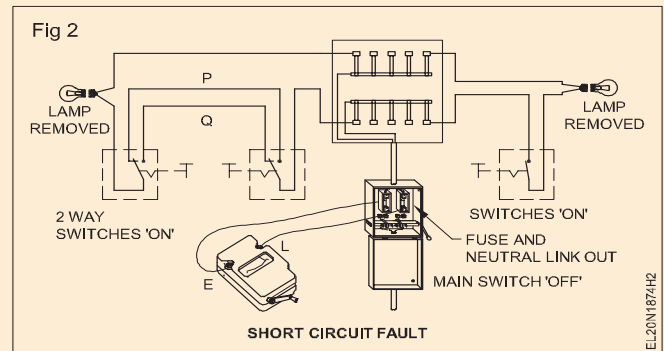 Fig 2
P
Q
LAMP
REMOVED
LAMP
REMOVED
2 WAY
SWITCHES 'ON'
SWITCHES 'ON'
L
E
FUSE AND
NEUTRAL LINK OUT
MAIN SWITCH 'OFF'
SHORT CIRCUIT FAULT
EL20N1874H2